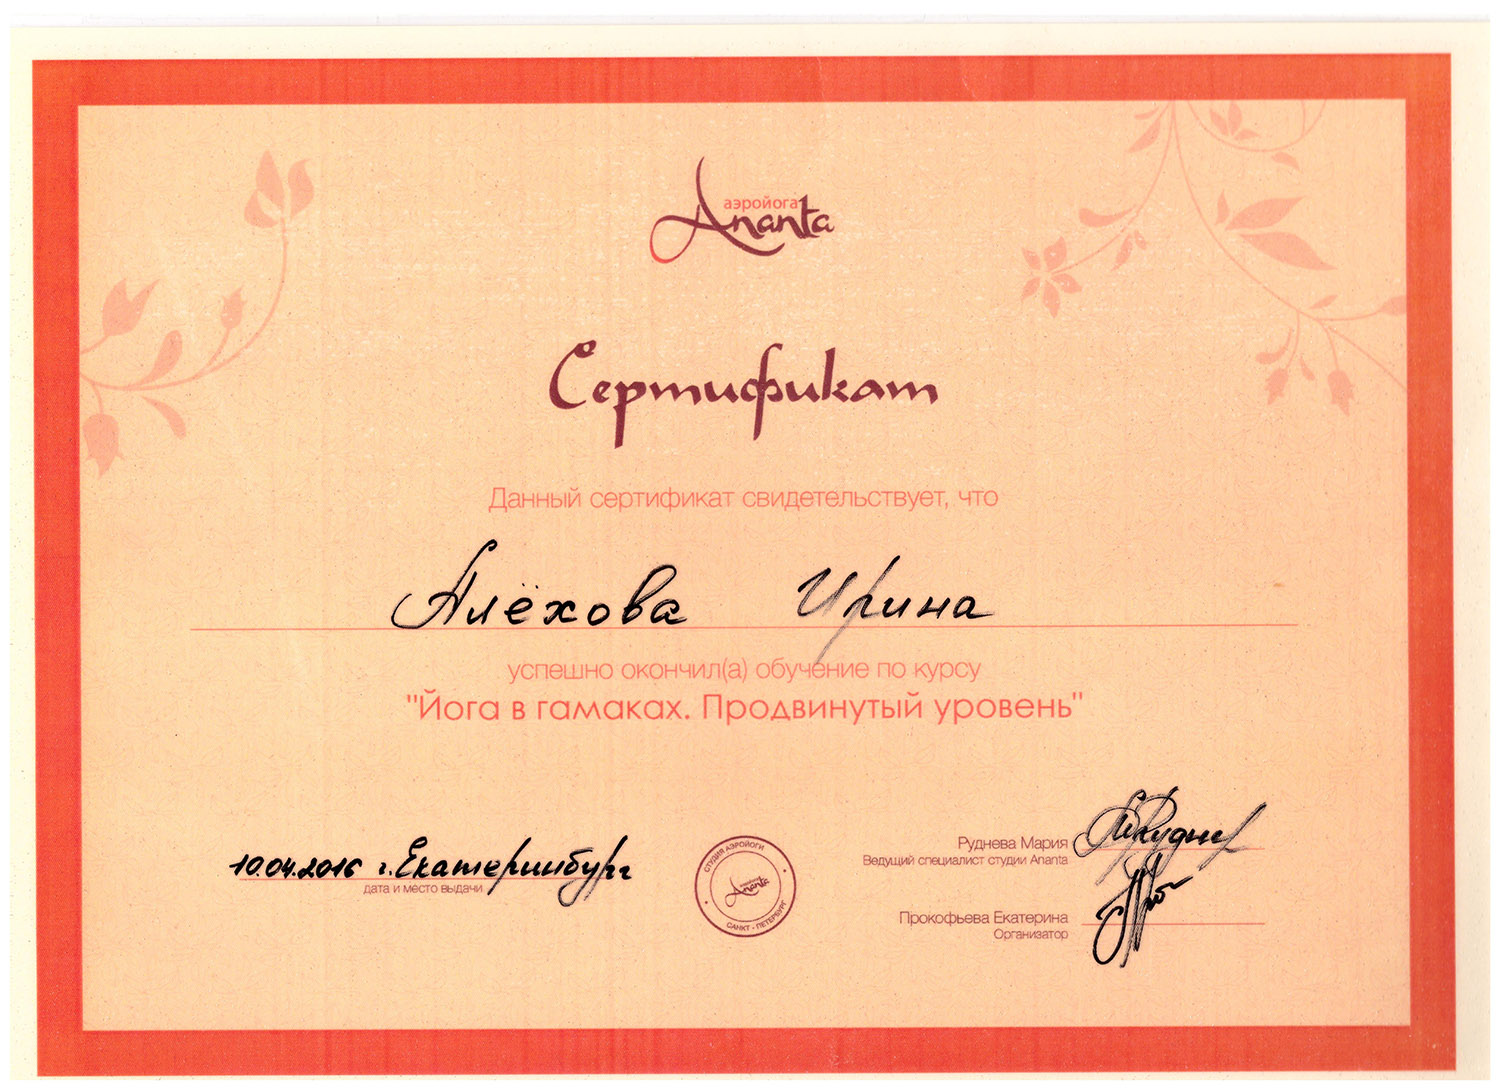 аэройога
Ananta
Сертификат
Данный сертификат свидетельствует, что
Алёхова Ирина
успешно окончил(а) обучение по курсу
"Йога в гамаках. Продвинутый уровень"
10.04.2016 г. Екатеринбург
дата и место выдачи
СТУДИЯ АЭРОЙОГИ
аэройога
Ananta
САНКТ - ПЕТЕРБУРГ
Руднева Мария
Ведущий специалист студии Ananta
Прокофьева Екатерина
Организатор